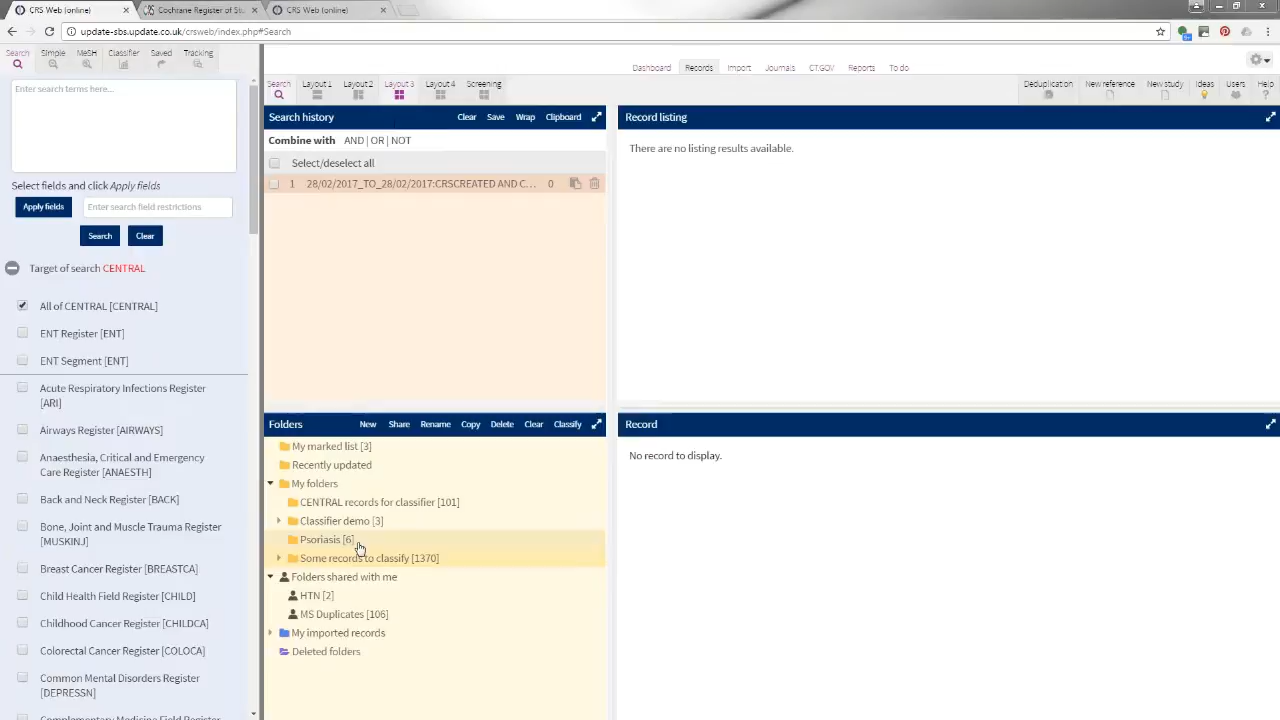 CRS Web (online)
Cochrane Register of Stu
CRS Web (online)
update-sbs.update.co.uk/crsweb/index.php#Search
Search Simple MeSH Classifier Tracking
Dashboard Records Import Journals CT.GOV Reports To do
Search Layout 1 Layout 2 Layout 3 Layout 4 Screening
Deduplication New reference New study Ideas Users Help
Enter search terms here...
Select fields and click Apply fields
Apply fields Enter search field restrictions
Search Clear
Target of search CENTRAL
All of CENTRAL [CENTRAL]
ENT Register [ENT]
ENT Segment [ENT]
Acute Respiratory Infections Register
[ARI]
Airways Register [AIRWAYS]
Anaesthesia, Critical and Emergency
Care Register [ANAESTH]
Back and Neck Register [BACK]
Bone, Joint and Muscle Trauma Register
[MUSKINJ]
Breast Cancer Register [BREASTCA]
Child Health Field Register [CHILD]
Childhood Cancer Register [CHILDCA]
Colorectal Cancer Register [COLOCA]
Common Mental Disorders Register
[DEPRESSN]
Complementary Medicine Field Register
Search history Clear Save Wrap Clipboard
Combine with AND | OR | NOT
Select/deselect all
1 28/02/2017_TO_28/02/2017:CRSCREATED AND C... 0
Folders New Share Rename Copy Delete Clear Classify
My marked list [3]
Recently updated
My folders
CENTRAL records for classifier [101]
Classifier demo [3]
Psoriasis [6]
Some records to classify [1370]
Folders shared with me
HTN [2]
MS Duplicates [106]
My imported records
Deleted folders
Record listing
There are no listing results available.
Record
No record to display.